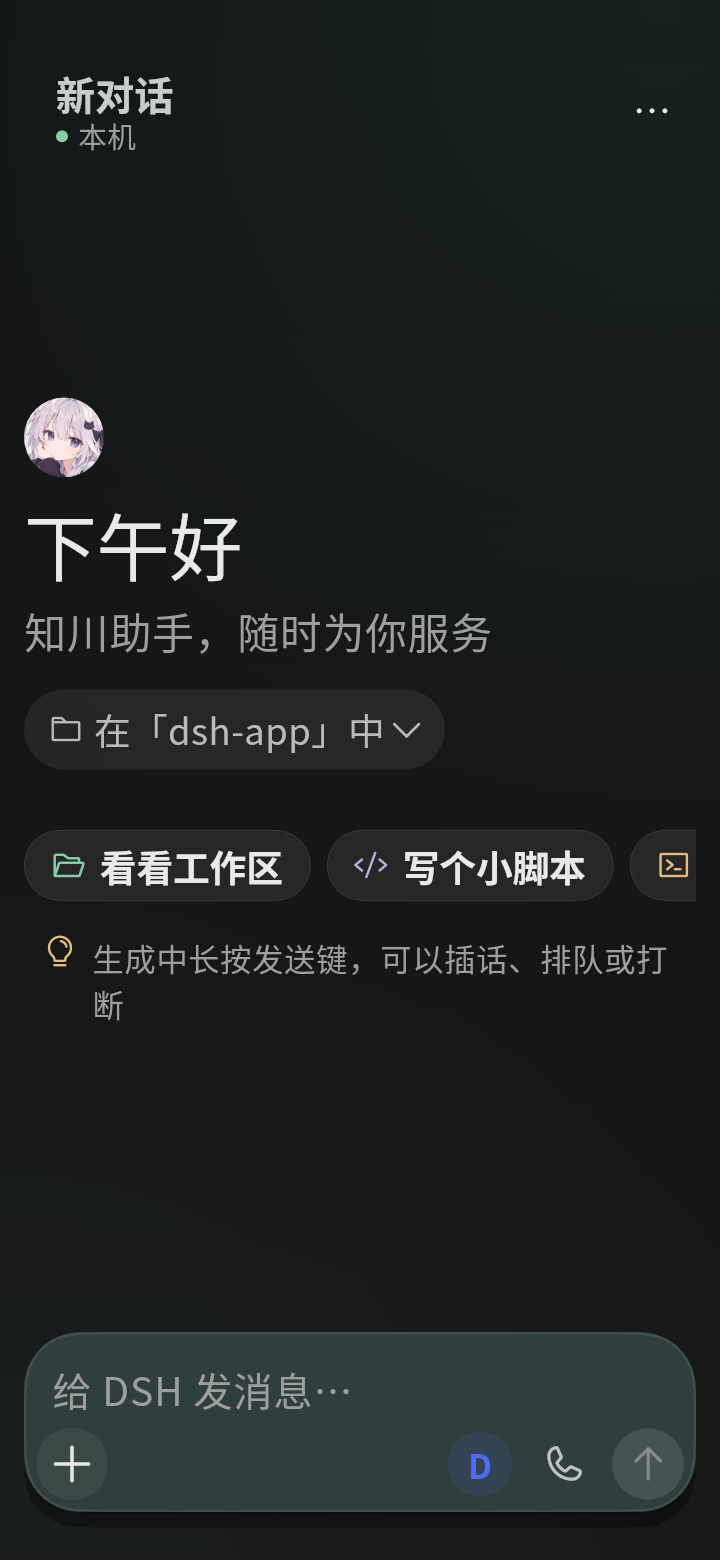 新对话
本机
下午好
知川助手，随时为你服务
在「dsh-app」中
看看工作区
写个小脚本
生成中长按发送键，可以插话、排队或打
断
给 DSH 发消息…
D